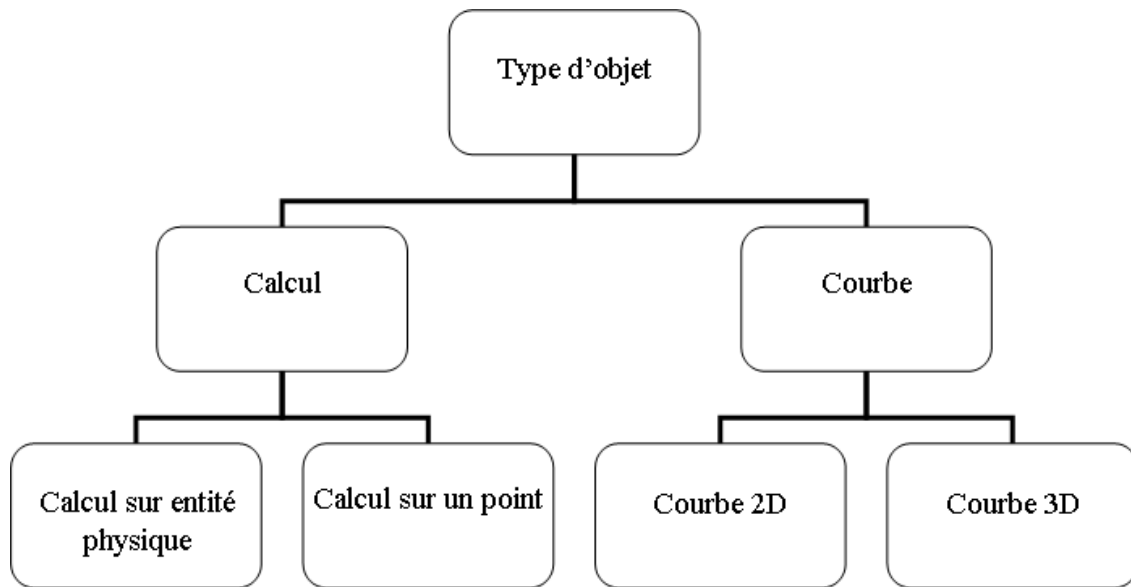 Type d’objet
Calcul
Courbe
Calcul sur entité
physique
Calcul sur un point
Courbe 2D
Courbe 3D